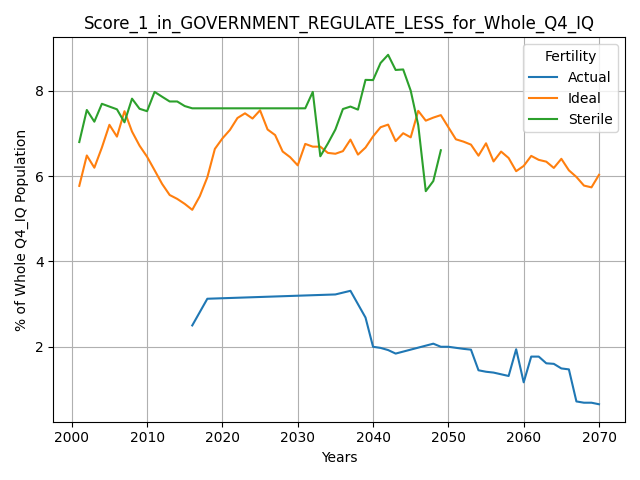 Score_1_in_GOVERNMENT_REGULATE_LESS_for_Whole_Q4_IQ
Fertility
Actual
Ideal
Sterile
% of Whole Q4_IQ Population
8
6
4
2
2000 2010 2020 2030 2040 2050 2060 2070
Years